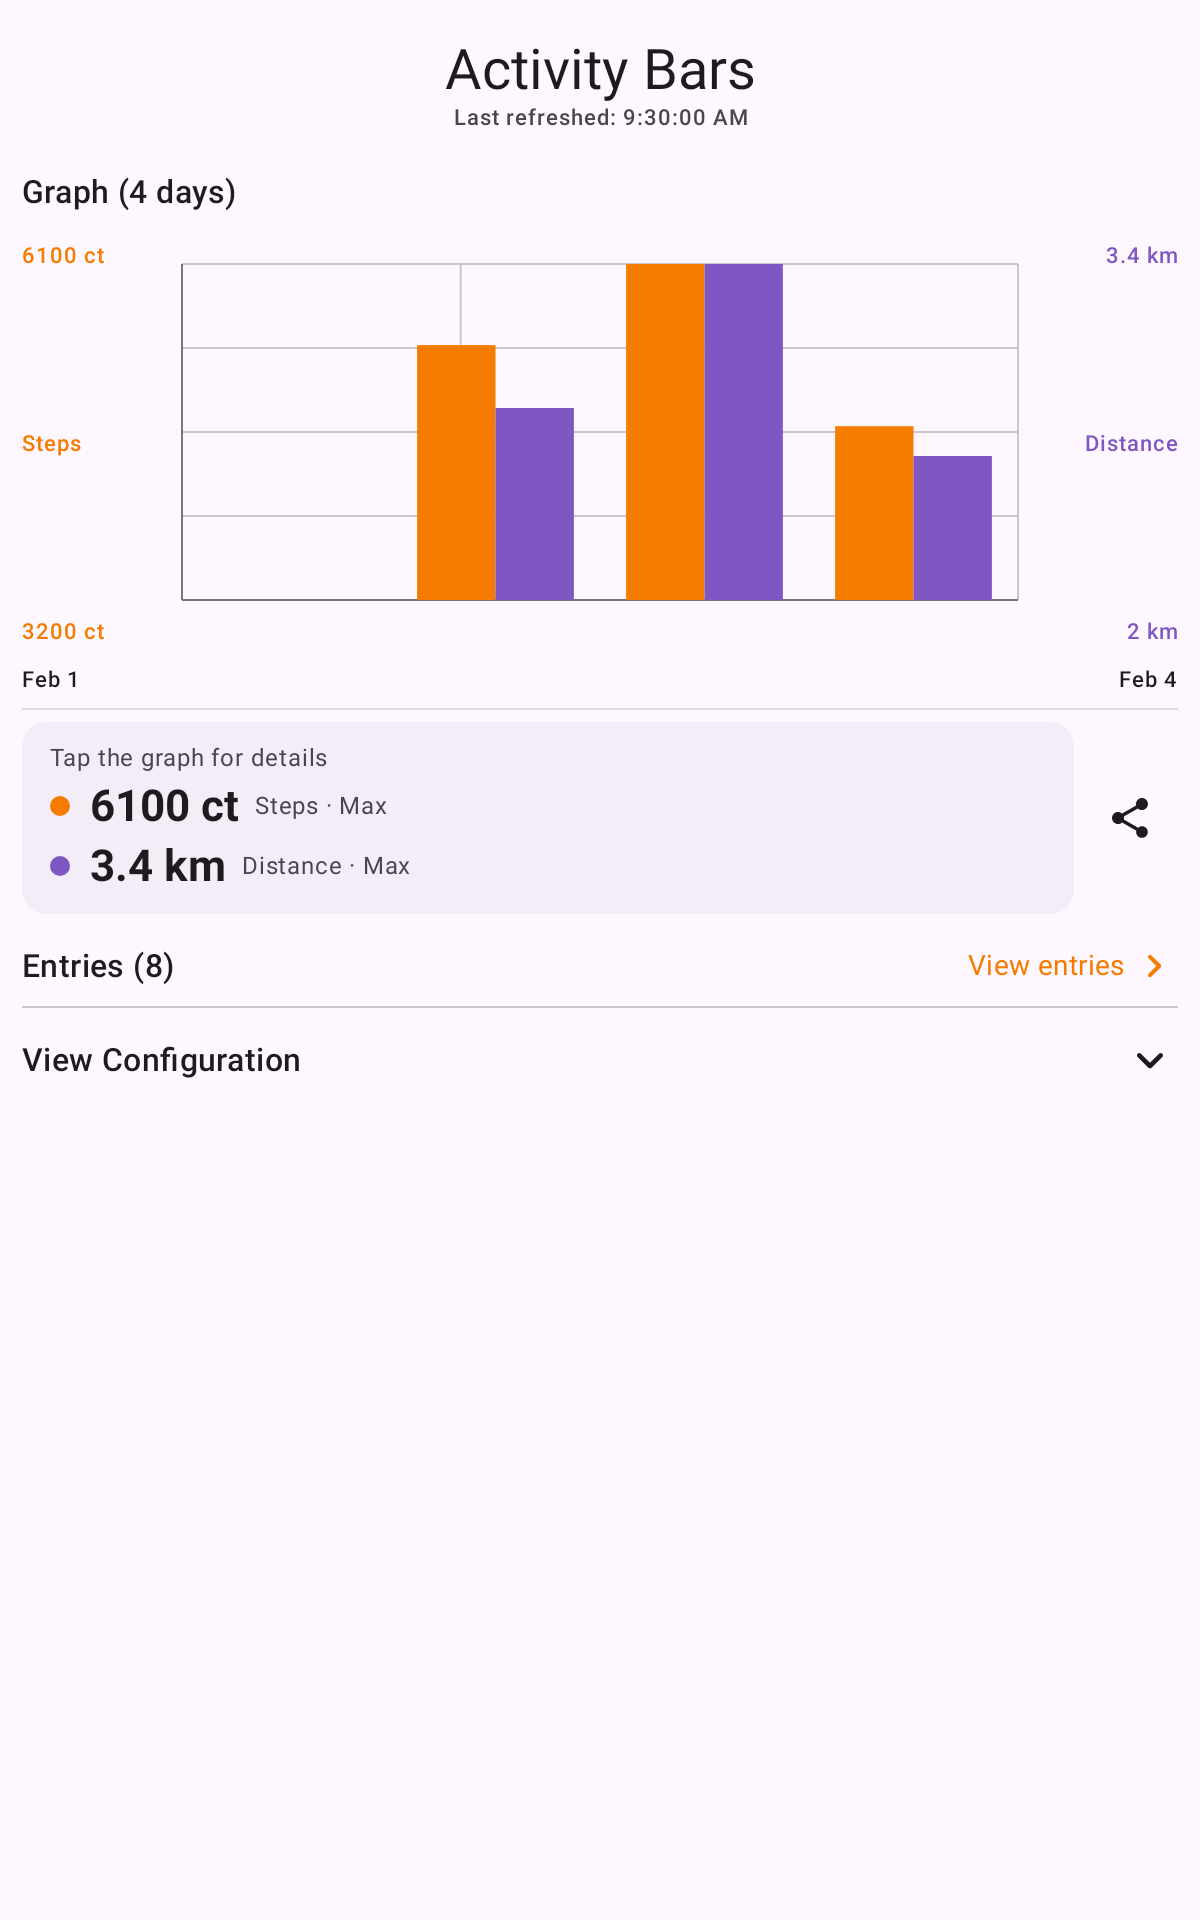 Activity Bars
Last refreshed: 9:30:00 AM
Graph (4 days)
6100 ct
3.4 km
Steps
Distance
3200 ct
2 km
Feb 1
Feb 4
Tap the graph for details
6100 ct Steps · Max
3.4 km Distance · Max
Entries (8)
View entries
View Configuration